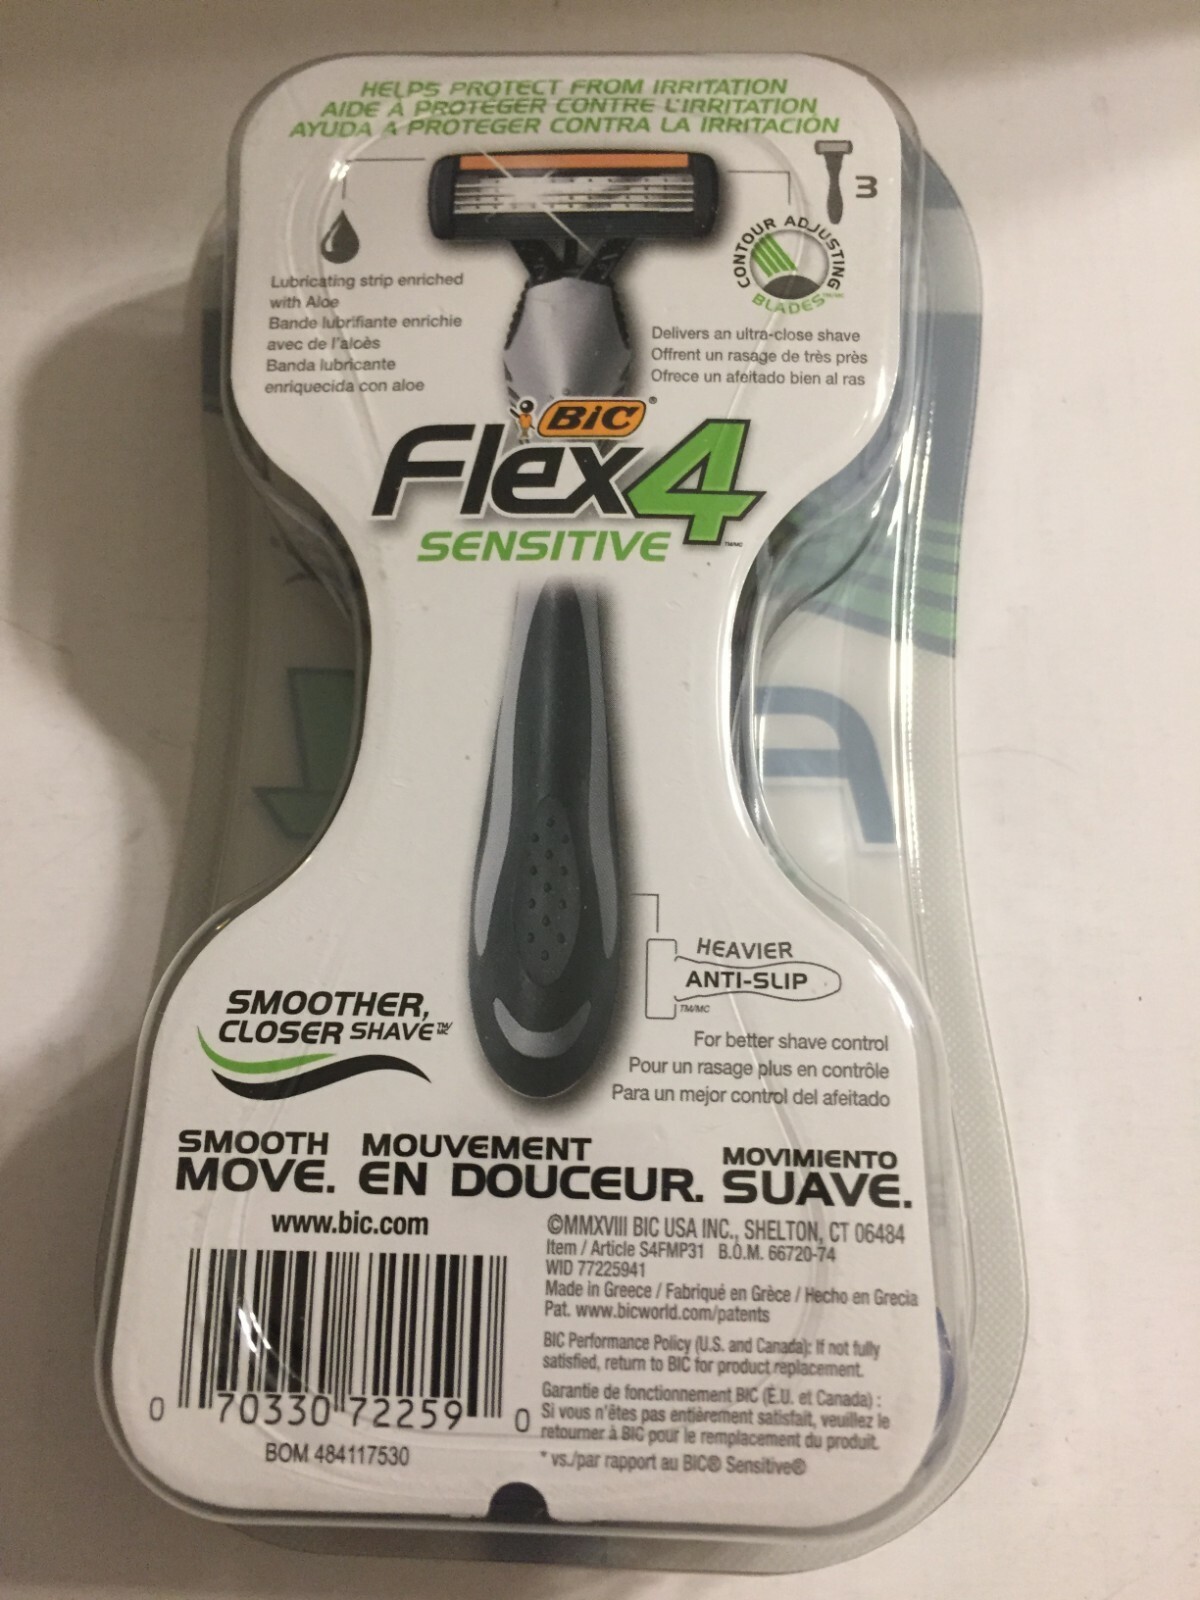 HELPS PROTECT FROM IRRITATION
AIDE À PROTÉGER CONTRE L'IRRITATION
AYUDA A PROTEGER CONTRA LA IRRITACIÓN
3
CONTOUR ADJUSTING
BLADES™/MC
Lubricating strip enriched
with Aloe
Bande lubrifiante enrichie
avec de l'aloès
Banda lubricante
enriquecida con aloe
Delivers an ultra-close shave
Offrent un rasage de très près
Ofrece un afeitado bien al ras
BIC®
Flex4
TM/MC
SENSITIVE
HEAVIER
ANTI-SLIP
TM/MC
For better shave control
Pour un rasage plus en contrôle
Para un mejor control del afeitado
SMOOTHER,
CLOSER SHAVE™/MC
SMOOTH
MOVE.
MOUVEMENT
EN DOUCEUR.
MOVIMIENTO
SUAVE.
www.bic.com
©MMXVIII BIC USA INC., SHELTON, CT 06484
Item / Article S4FMP31 B.O.M. 66720-74
WID 77225941
Made in Greece / Fabriqué en Grèce / Hecho en Grecia
Pat. www.bicworld.com/patents
BIC Performance Policy (U.S. and Canada): If not fully
satisfied, return to BIC for product replacement.
Garantie de fonctionnement BIC (É.U. et Canada) :
Si vous n'êtes pas entièrement satisfait, veuillez le
retourner à BIC pour le remplacement du produit.
* vs./par rapport au BIC® Sensitive®
0 70330 72259 0
BOM 484117530